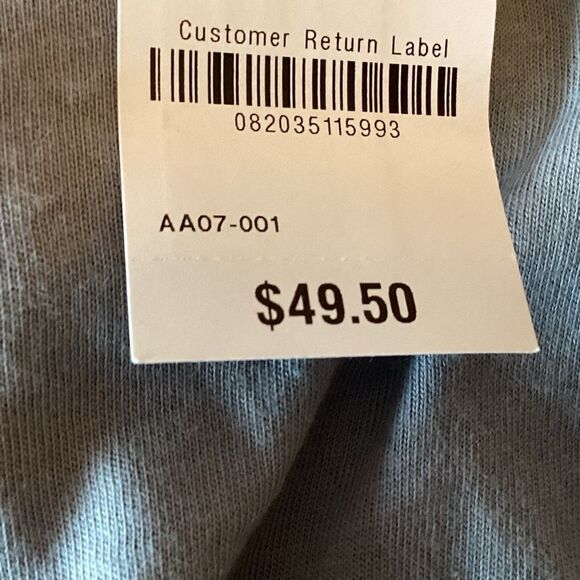 Customer Return Label
082035115993
AA07-001
$49.50